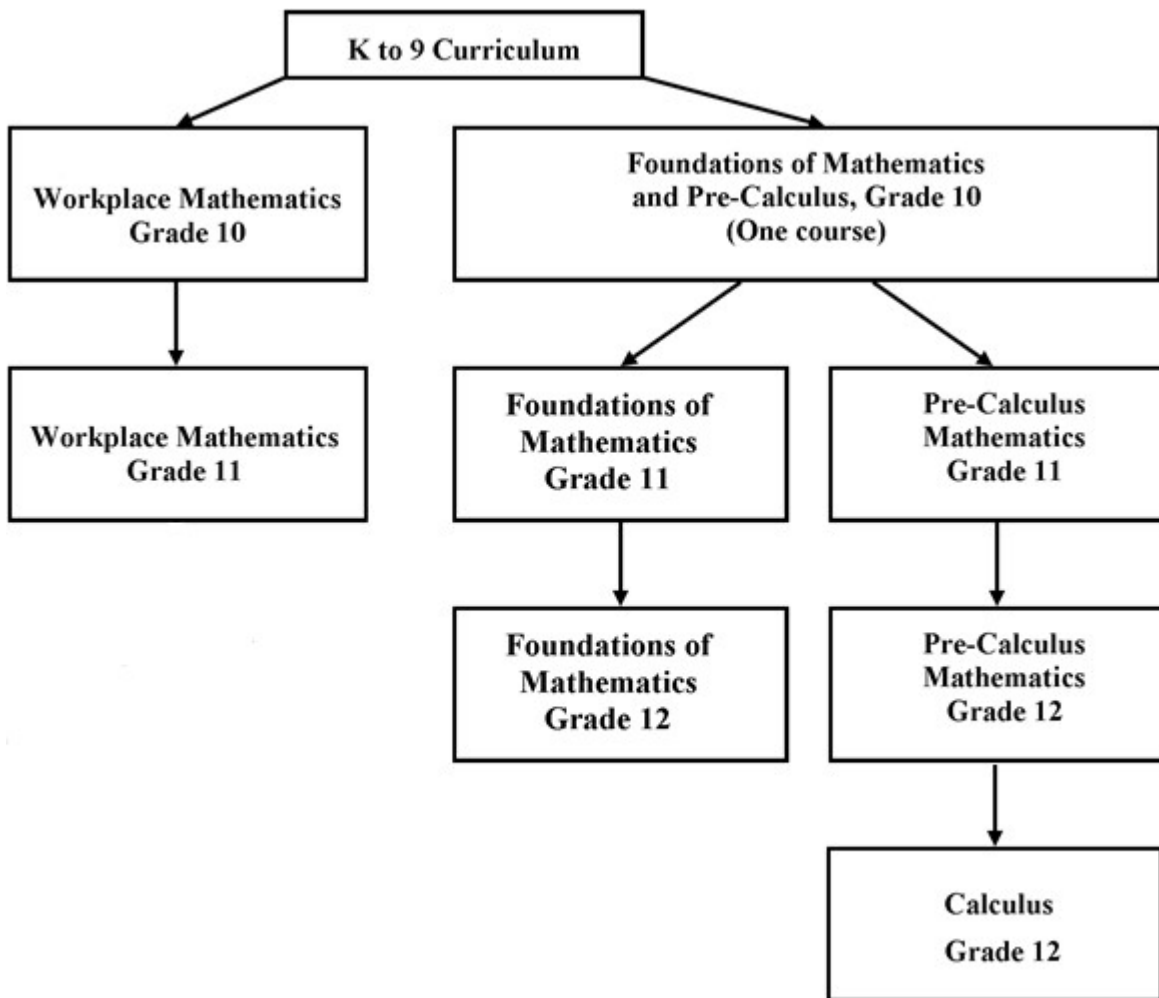 K to 9 Curriculum
Workplace Mathematics
Grade 10
Foundations of Mathematics
and Pre-Calculus, Grade 10
(One course)
Workplace Mathematics
Grade 11
Foundations of
Mathematics
Grade 11
Pre-Calculus
Mathematics
Grade 11
Foundations of
Mathematics
Grade 12
Pre-Calculus
Mathematics
Grade 12
Calculus
Grade 12